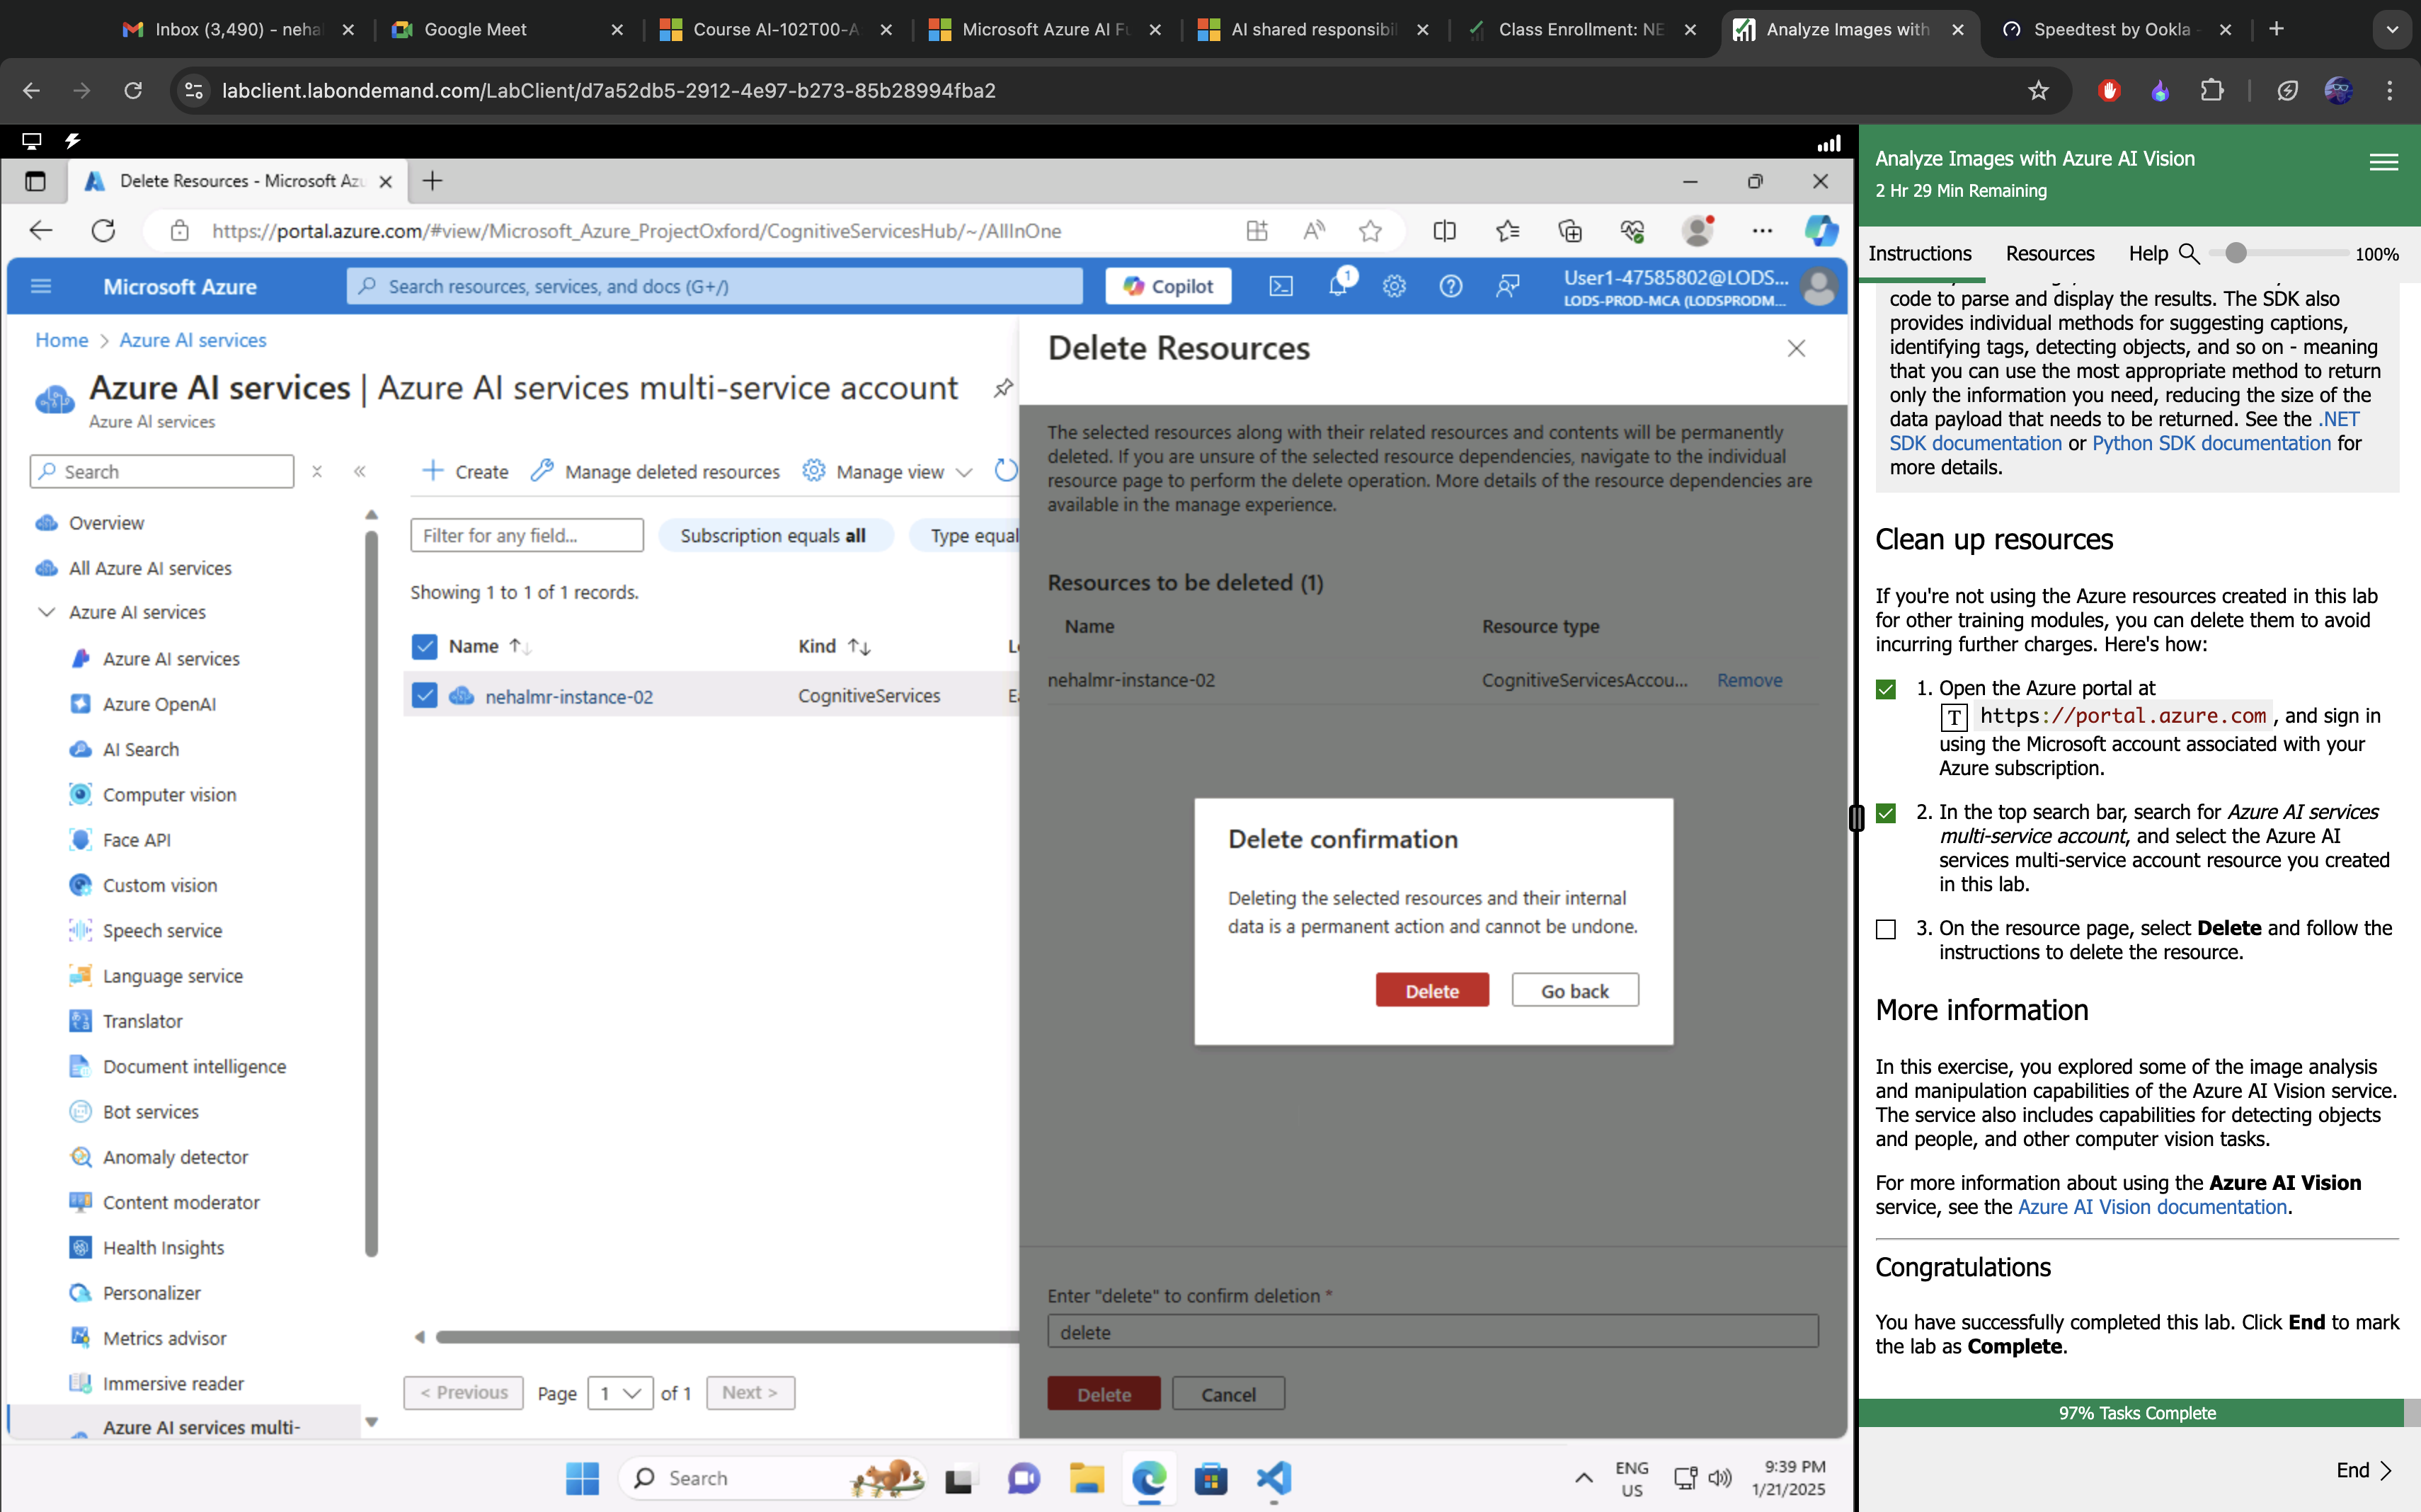 Inbox (3,490) - neha
Google Meet
Course AI-102T00-A
Microsoft Azure AI Fu
AI shared responsibil
Class Enrollment: NE
Analyze Images with
Speedtest by Ookla
labclient.labondemand.com/LabClient/d7a52db5-2912-4e97-b273-85b28994fba2
Delete Resources - Microsoft Azu
https://portal.azure.com/#view/Microsoft_Azure_ProjectOxford/CognitiveServicesHub/~/AllInOne
Microsoft Azure
Search resources, services, and docs (G+/)
Copilot
1
User1-47585802@LODS...
LODS-PROD-MCA (LODSPRODM...
Home > Azure AI services
Azure AI services | Azure AI services multi-service account
Azure AI services
Search
Overview
All Azure AI services
Azure AI services
Azure AI services
Azure OpenAI
AI Search
Computer vision
Face API
Custom vision
Speech service
Language service
Translator
Document intelligence
Bot services
Anomaly detector
Content moderator
Health Insights
Personalizer
Metrics advisor
Immersive reader
Azure AI services multi-
Create
Manage deleted resources
Manage view
Filter for any field...
Subscription equals all
Type equal
Showing 1 to 1 of 1 records.
Name
Kind
nehalmr-instance-02
CognitiveServices
< Previous
Page
1
of 1
Next >
Delete Resources
The selected resources along with their related resources and contents will be permanently
deleted. If you are unsure of the selected resource dependencies, navigate to the individual
resource page to perform the delete operation. More details of the resource dependencies are
available in the manage experience.
Resources to be deleted (1)
Name
Resource type
nehalmr-instance-02
CognitiveServicesAccou...
Remove
Delete confirmation
Deleting the selected resources and their internal
data is a permanent action and cannot be undone.
Delete
Go back
Enter "delete" to confirm deletion *
delete
Delete
Cancel
Search
ENG
US
9:39 PM
1/21/2025
Analyze Images with Azure AI Vision
2 Hr 29 Min Remaining
Instructions
Resources
Help
100%
code to parse and display the results. The SDK also
provides individual methods for suggesting captions,
identifying tags, detecting objects, and so on - meaning
that you can use the most appropriate method to return
only the information you need, reducing the size of the
data payload that needs to be returned. See the .NET
SDK documentation or Python SDK documentation for
more details.
Clean up resources
If you're not using the Azure resources created in this lab
for other training modules, you can delete them to avoid
incurring further charges. Here's how:
1. Open the Azure portal at
T https://portal.azure.com , and sign in
using the Microsoft account associated with your
Azure subscription.
2. In the top search bar, search for Azure AI services
multi-service account, and select the Azure AI
services multi-service account resource you created
in this lab.
3. On the resource page, select Delete and follow the
instructions to delete the resource.
More information
In this exercise, you explored some of the image analysis
and manipulation capabilities of the Azure AI Vision service.
The service also includes capabilities for detecting objects
and people, and other computer vision tasks.
For more information about using the Azure AI Vision
service, see the Azure AI Vision documentation.
Congratulations
You have successfully completed this lab. Click End to mark
the lab as Complete.
97% Tasks Complete
End